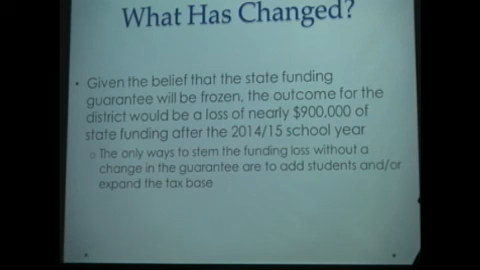 What Has Changed?
• Given the belief that the state funding
guarantee will be frozen, the outcome for the
district would be a loss of nearly $900,000 of
state funding after the 2014/15 school year
o The only ways to stem the funding loss without a
change in the guarantee are to add students and/or
expand the tax base